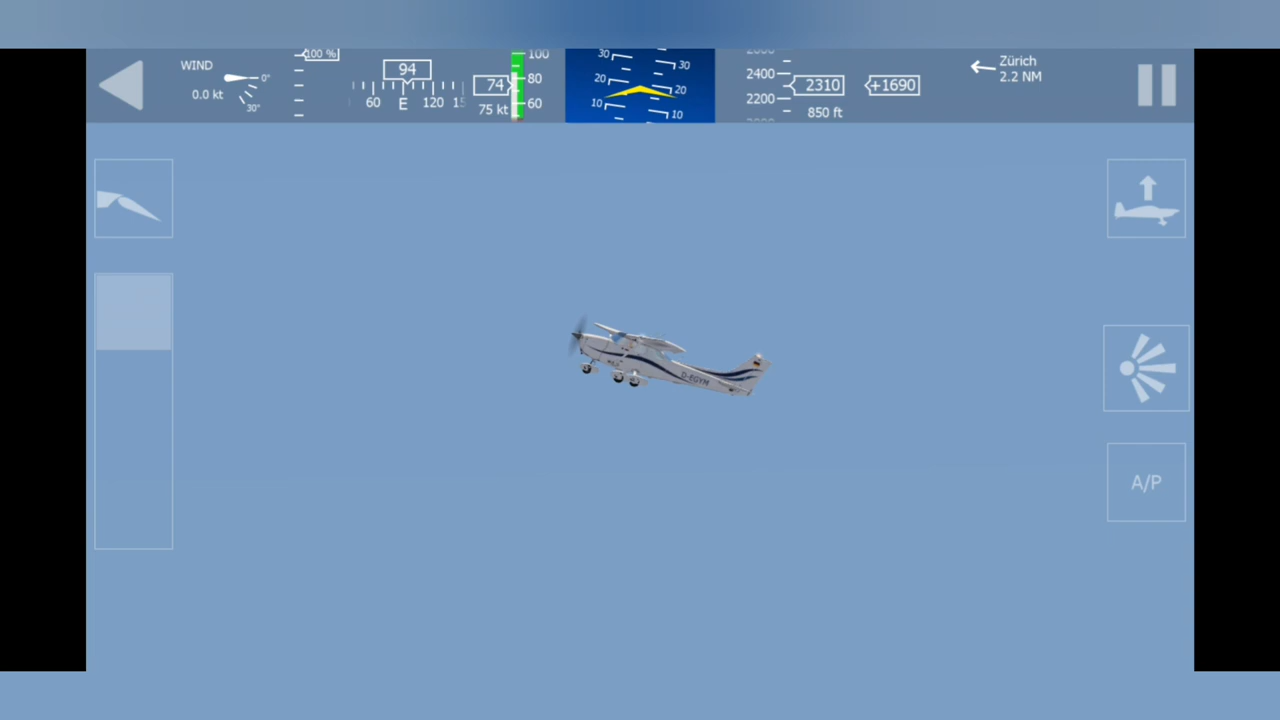 WIND
0.0 kt
0°
30°
100 %
94
60
E
120
15
74
75 kt
100
80
60
30
20
10
30
20
10
2400
2200
2310
850 ft
+1690
Zürich
2.2 NM
D-EGYM
A/P